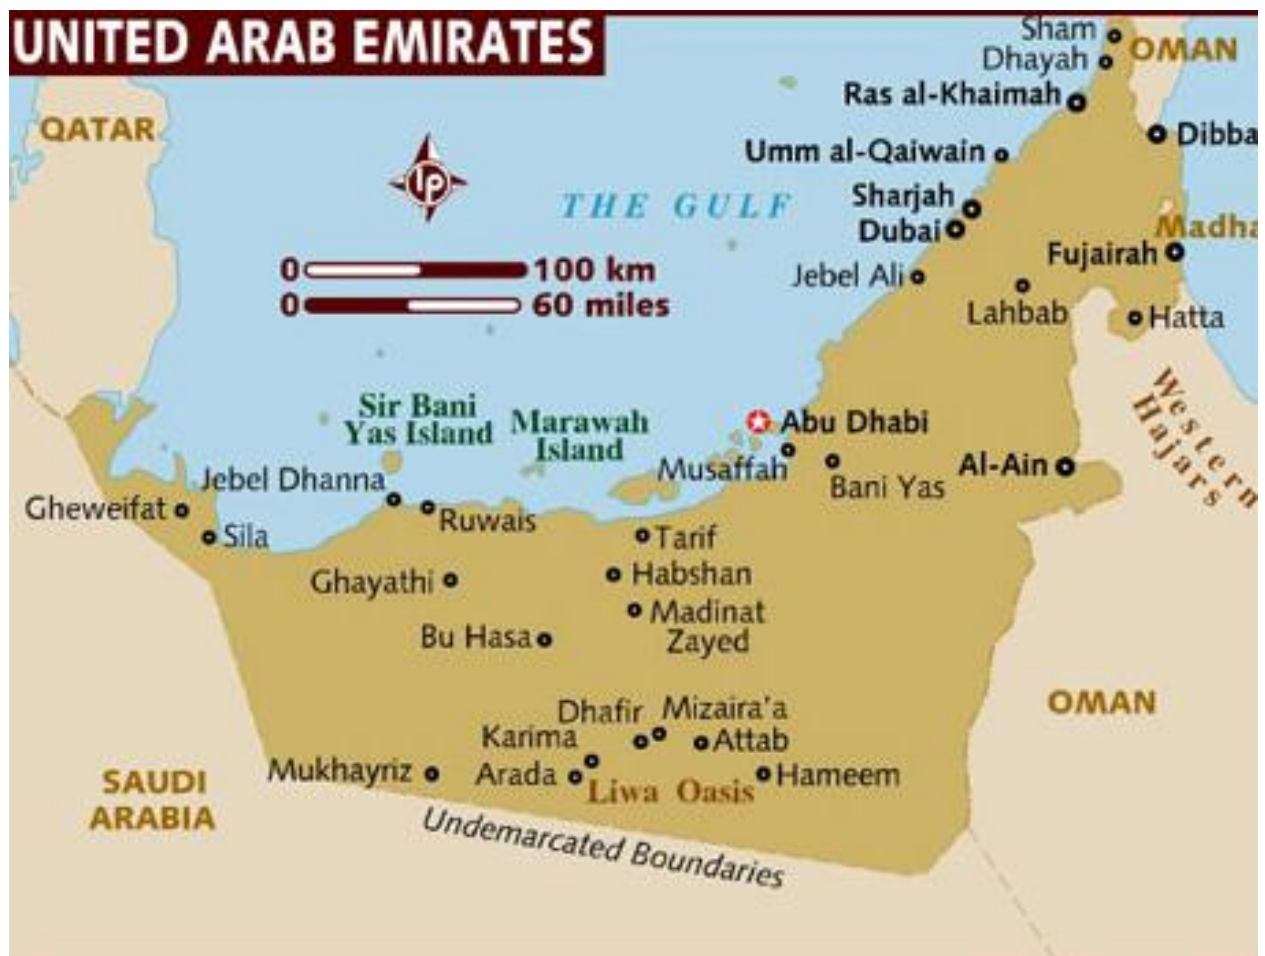 UNITED ARAB EMIRATES
Sham
OMAN
Dhayah
Ras al-Khaimah
QATAR
Dibba
Umm al-Qaiwain
lp
THE GULF
Sharjah
Dubai
Madha
Fujairah
0 100 km
Jebel Ali
0 60 miles
Lahbab
Hatta
Western
Hajars
Sir Bani
Yas Island
Marawah
Island
Abu Dhabi
Musaffah
Al-Ain
Jebel Dhanna
Bani Yas
Gheweifat
Ruwais
Sila
Tarif
Ghayathi
Habshan
Madinat
Zayed
Bu Hasa
OMAN
Dhafir
Mizaira'a
Karima
Attab
Mukhayriz
Arada
Hameem
SAUDI
ARABIA
Liwa Oasis
Undemarcated Boundaries